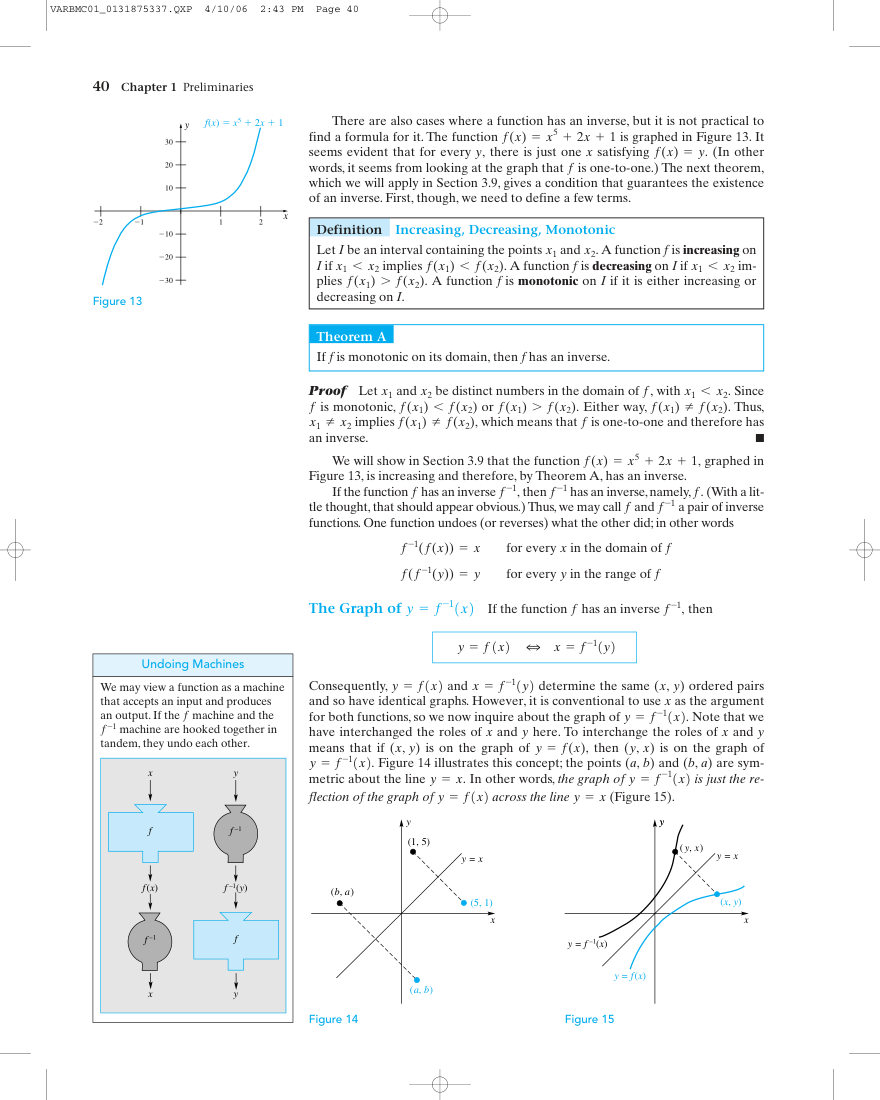 VARBMC01_0131875337.QXP 4/10/06 2:43 PM Page 40
40 Chapter 1 Preliminaries
y
f(x) = x⁵ + 2x + 1
30
20
10
−2
−1
1
2
x
−10
−20
−30
Figure 13
There are also cases where a function has an inverse, but it is not practical to
find a formula for it. The function f(x) = x⁵ + 2x + 1 is graphed in Figure 13. It
seems evident that for every y, there is just one x satisfying f(x) = y. (In other
words, it seems from looking at the graph that f is one-to-one.) The next theorem,
which we will apply in Section 3.9, gives a condition that guarantees the existence
of an inverse. First, though, we need to define a few terms.
Definition Increasing, Decreasing, Monotonic
Let I be an interval containing the points x₁ and x₂. A function f is increasing on
I if x₁ < x₂ implies f(x₁) < f(x₂). A function f is decreasing on I if x₁ < x₂ im-
plies f(x₁) > f(x₂). A function f is monotonic on I if it is either increasing or
decreasing on I.
Theorem A
If f is monotonic on its domain, then f has an inverse.
Proof Let x₁ and x₂ be distinct numbers in the domain of f, with x₁ < x₂. Since
f is monotonic, f(x₁) < f(x₂) or f(x₁) > f(x₂). Either way, f(x₁) ≠ f(x₂). Thus,
x₁ ≠ x₂ implies f(x₁) ≠ f(x₂), which means that f is one-to-one and therefore has
an inverse. ■
We will show in Section 3.9 that the function f(x) = x⁵ + 2x + 1, graphed in
Figure 13, is increasing and therefore, by Theorem A, has an inverse.
If the function f has an inverse f⁻¹, then f⁻¹ has an inverse, namely, f. (With a lit-
tle thought, that should appear obvious.) Thus, we may call f and f⁻¹ a pair of inverse
functions. One function undoes (or reverses) what the other did; in other words
f⁻¹(f(x)) = x for every x in the domain of f
f(f⁻¹(y)) = y for every y in the range of f
The Graph of y = f⁻¹(x) If the function f has an inverse f⁻¹, then
y = f(x) ⇔ x = f⁻¹(y)
Consequently, y = f(x) and x = f⁻¹(y) determine the same (x, y) ordered pairs
and so have identical graphs. However, it is conventional to use x as the argument
for both functions, so we now inquire about the graph of y = f⁻¹(x). Note that we
have interchanged the roles of x and y here. To interchange the roles of x and y
means that if (x, y) is on the graph of y = f(x), then (y, x) is on the graph of
y = f⁻¹(x). Figure 14 illustrates this concept; the points (a, b) and (b, a) are sym-
metric about the line y = x. In other words, the graph of y = f⁻¹(x) is just the re-
flection of the graph of y = f(x) across the line y = x (Figure 15).
Undoing Machines
We may view a function as a machine
that accepts an input and produces
an output. If the f machine and the
f⁻¹ machine are hooked together in
tandem, they undo each other.
x
y
f
f⁻¹
f(x)
f⁻¹(y)
f⁻¹
f
x
y
y
(1, 5)
y = x
(b, a)
(5, 1)
x
(a, b)
Figure 14
y
(y, x)
y = x
(x, y)
x
y = f⁻¹(x)
y = f(x)
Figure 15